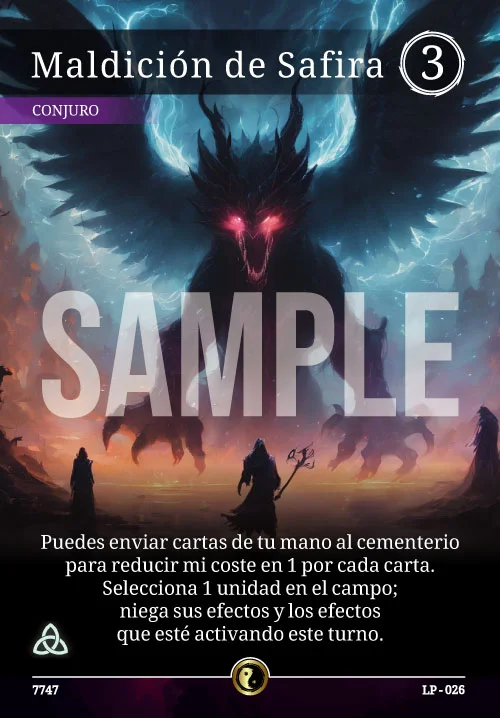 Maldición de Safira 3
CONJURO
SAMPLE
Puedes enviar cartas de tu mano al cementerio
para reducir mi coste en 1 por cada carta.
Selecciona 1 unidad en el campo;
niega sus efectos y los efectos
que esté activando este turno.
7747 LP-026